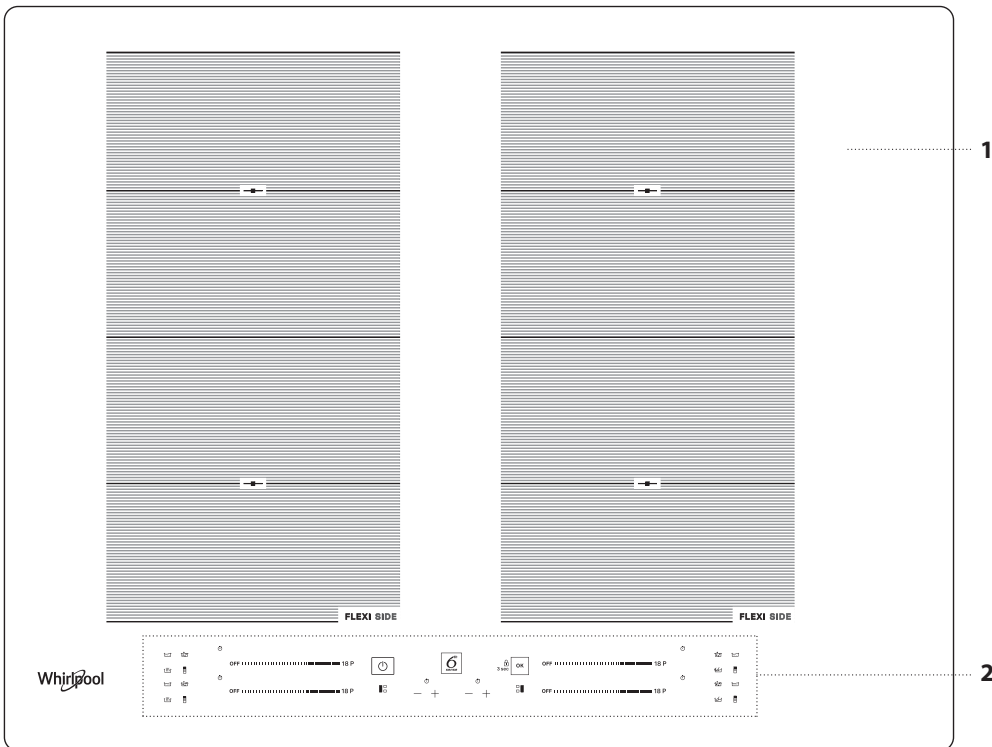 1
FLEXI SIDE
FLEXI SIDE
OFF 18 P
6
3 sec OK
OFF 18 P
Whirlpool
2
OFF 18 P
OFF 18 P